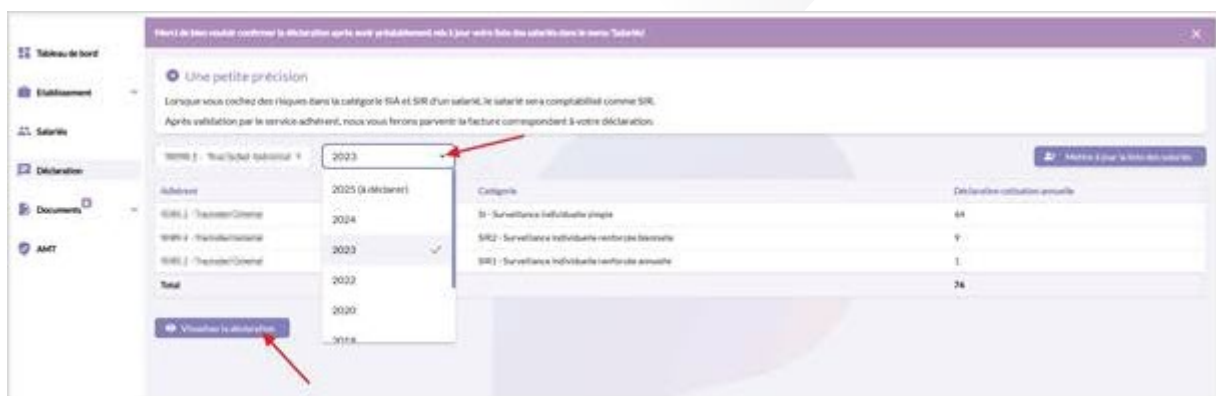 Merci de bien vouloir confirmer la déclaration après avoir préalablement mis à jour votre liste des salariés dans le menu 'Salariés'
Tableau de bord
Une petite précision
Etablissement
Lorsque vous cochez des risques dans la catégorie SIA et SIR d'un salarié, le salarié sera comptabilisé comme SIR.
Après validation par le service adhérent, nous vous ferons parvenir la facture correspondant à votre déclaration.
Salariés
2023
Mettre à jour la liste des salariés
Déclaration
Adhérent
2025 (à déclarer)
Catégorie
Déclaration cotisation annuelle
Documents
SI - Surveillance individuelle simple
64
2024
SIR2 - Surveillance individuelle renforcée biennale
9
AMT
2023
SIR1 - Surveillance individuelle renforcée annuelle
1
Total
2022
74
2020
Visualiser la déclaration